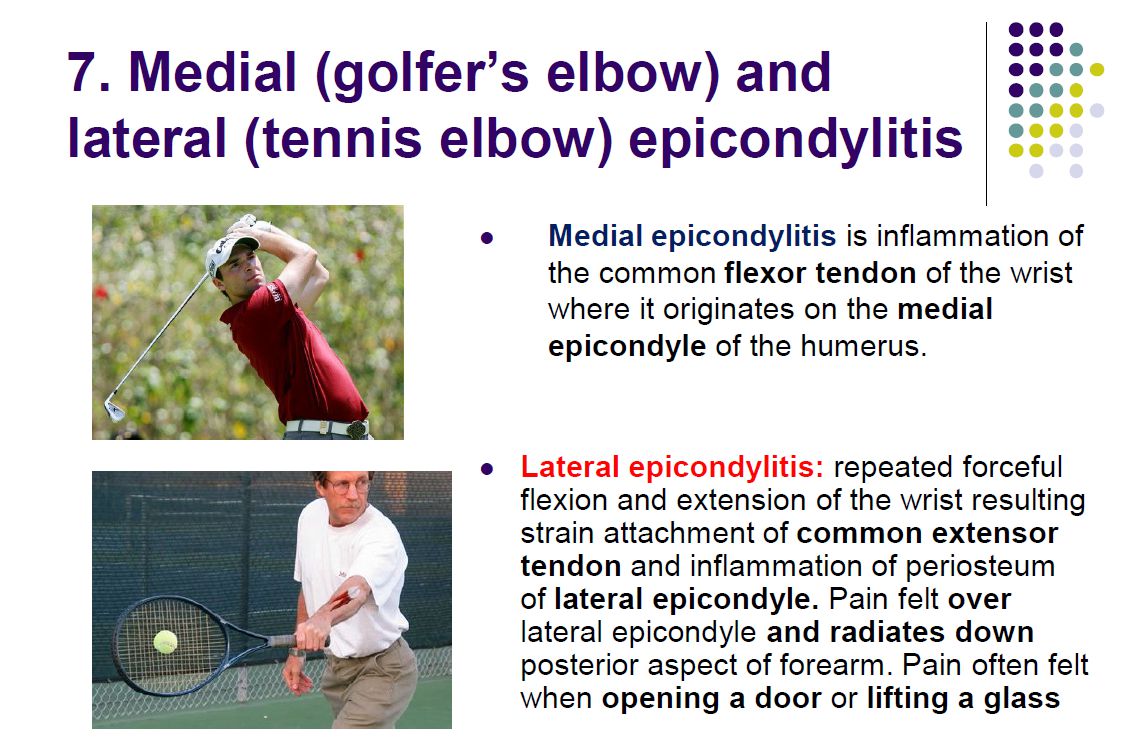 7. Medial (golfer's elbow) and
lateral (tennis elbow) epicondylitis
Medial epicondylitis is inflammation of
the common flexor tendon of the wrist
where it originates on the medial
epicondyle of the humerus.
Lateral epicondylitis: repeated forceful
flexion and extension of the wrist resulting
strain attachment of common extensor
tendon and inflammation of periosteum
of lateral epicondyle. Pain felt over
lateral epicondyle and radiates down
posterior aspect of forearm. Pain often felt
when opening a door or lifting a glass